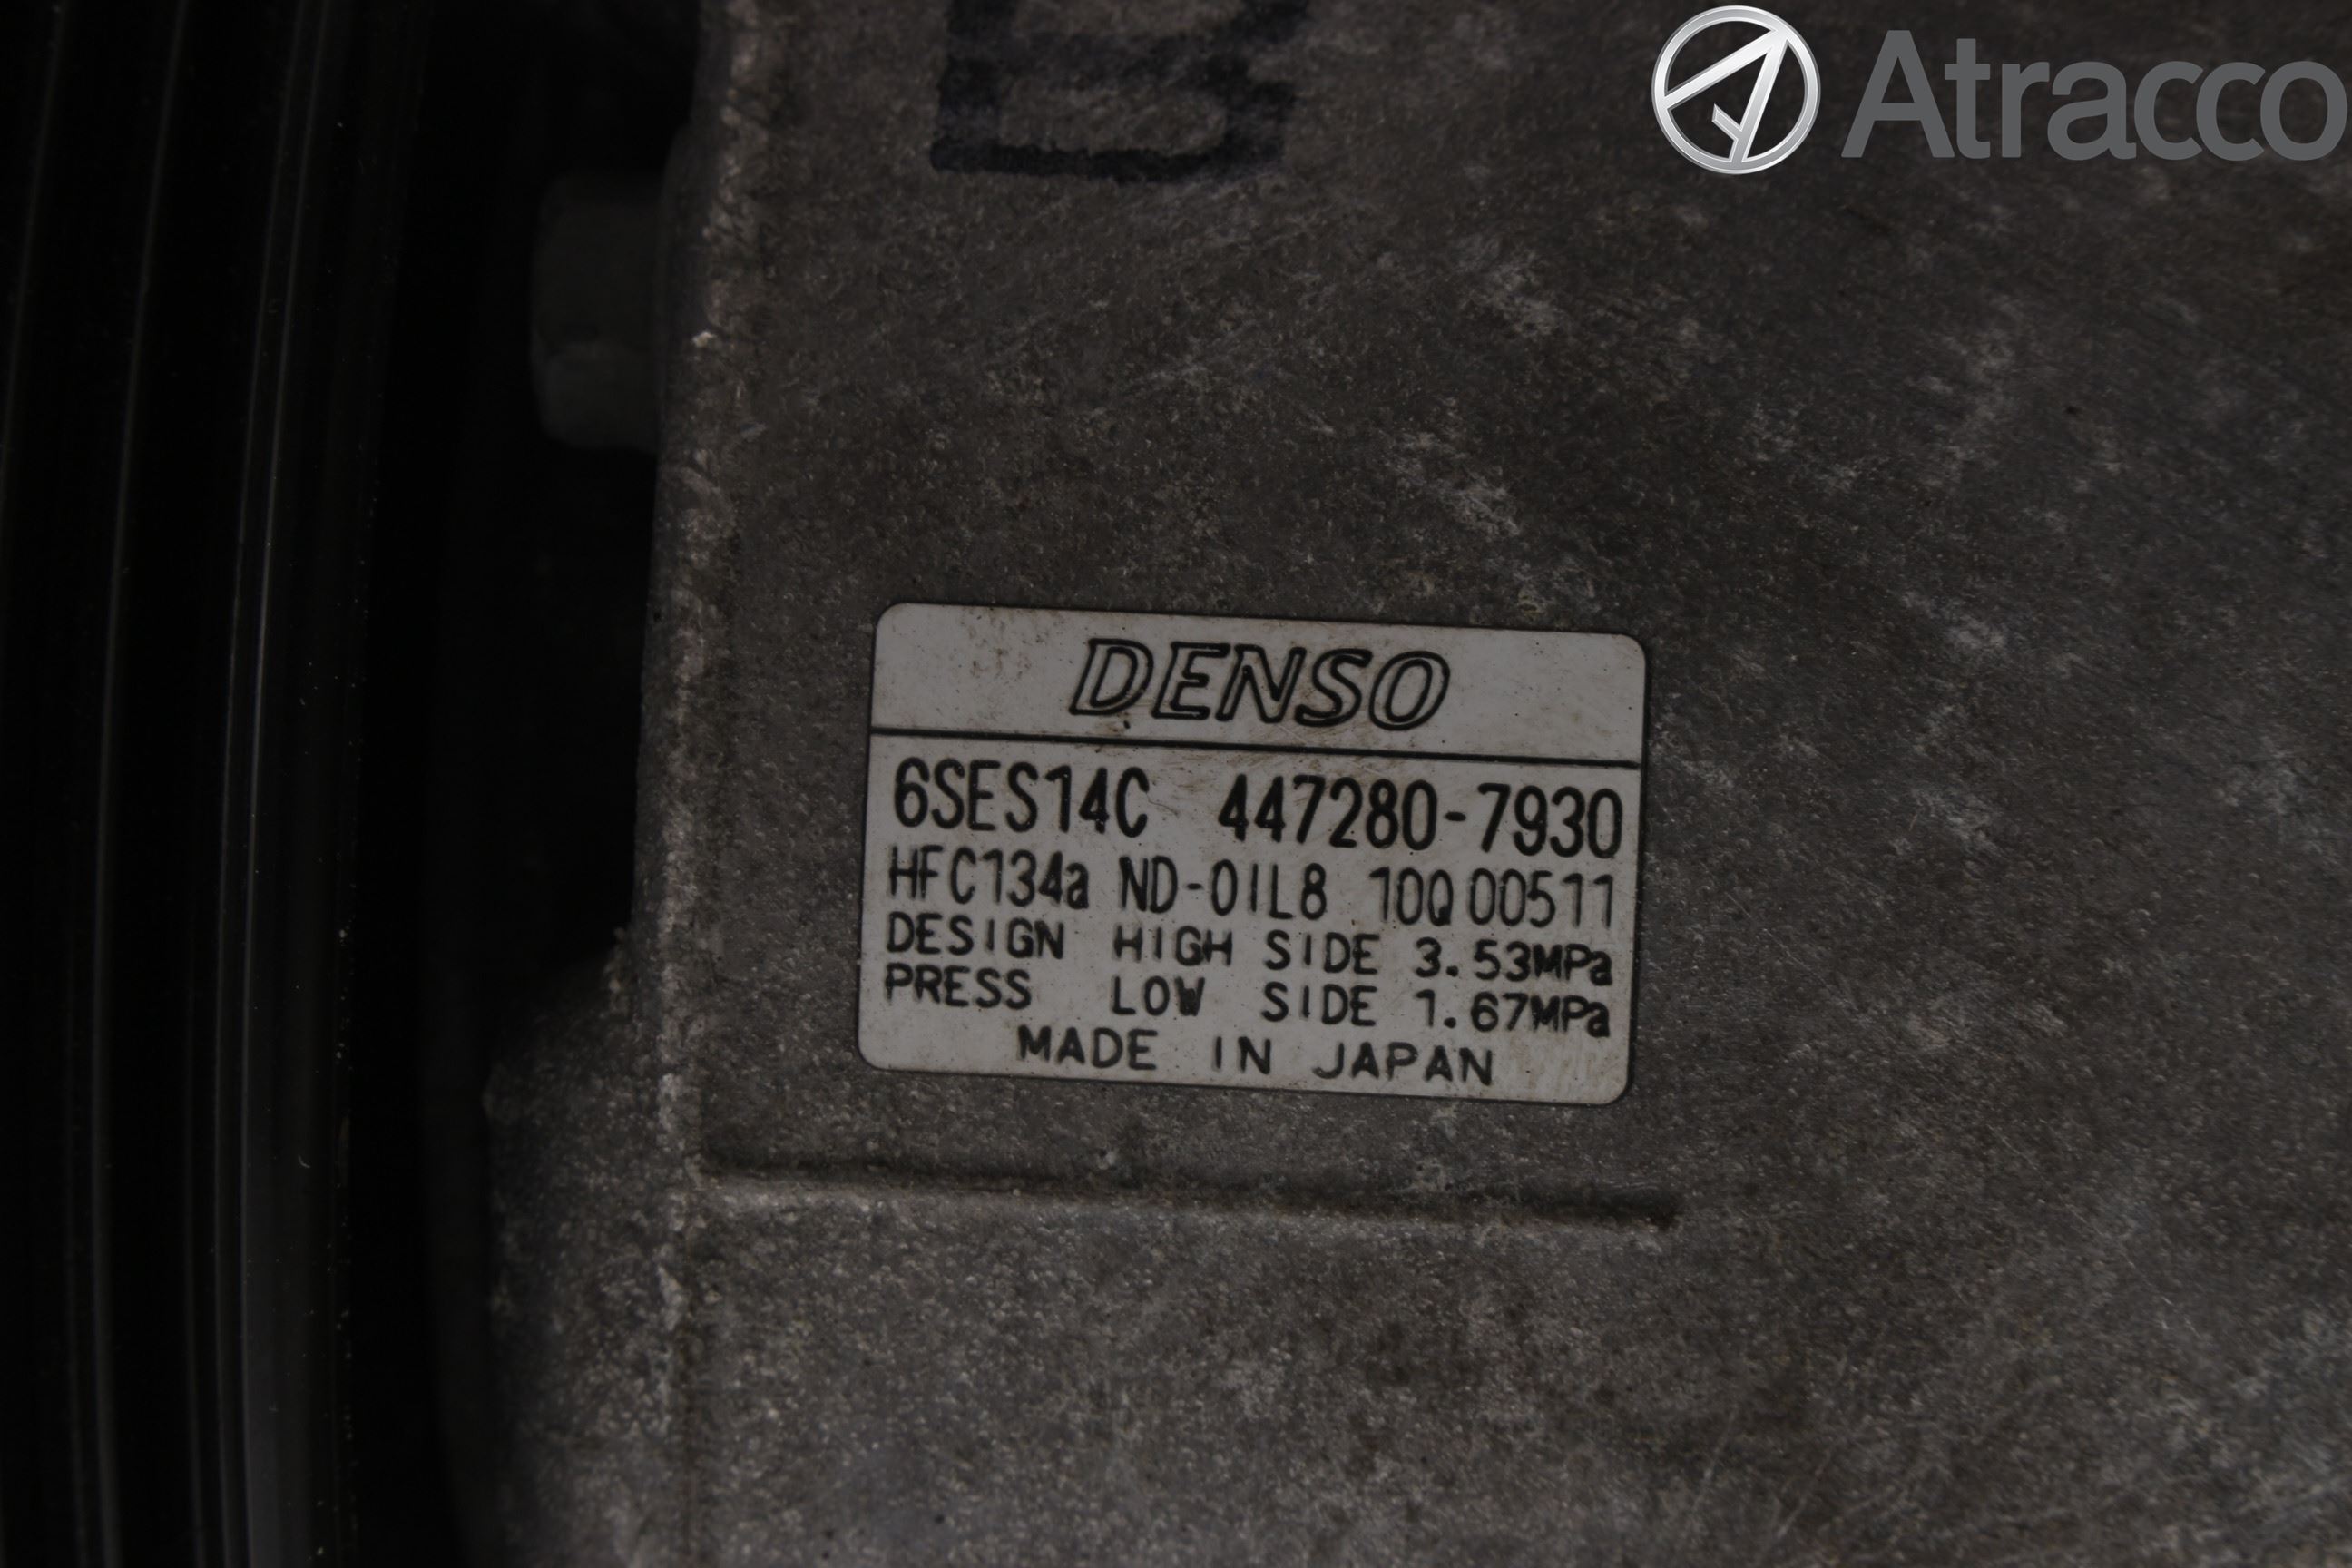 Atracco
DENSO
6SES14C 447280-7930
HFC134a ND-OIL8 10Q00511
DESIGN HIGH SIDE 3.53MPa
PRESS LOW SIDE 1.67MPa
MADE IN JAPAN